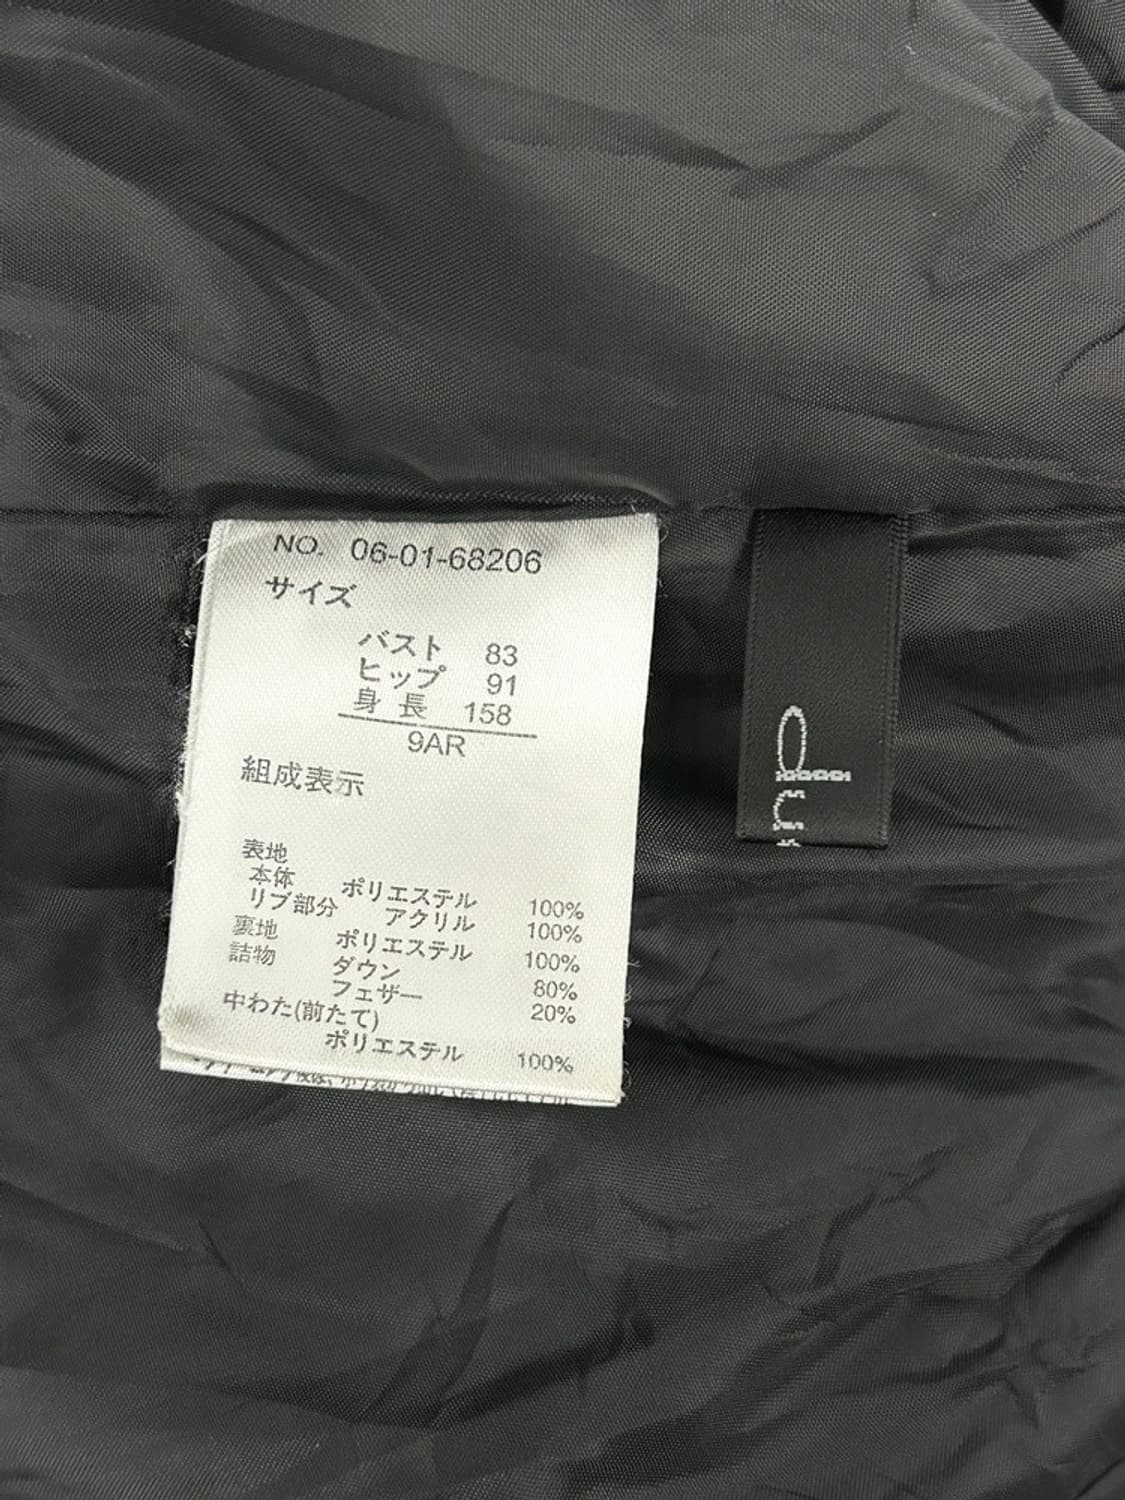 NO. 06-01-68206
サイズ
バスト 83
ヒップ 91
身長 158
9AR
組成表示
表地
本体 ポリエステル 100%
リブ部分 アクリル 100%
裏地 ポリエステル 100%
詰物 ダウン 80%
フェザー 20%
中わた(前たて)
ポリエステル 100%